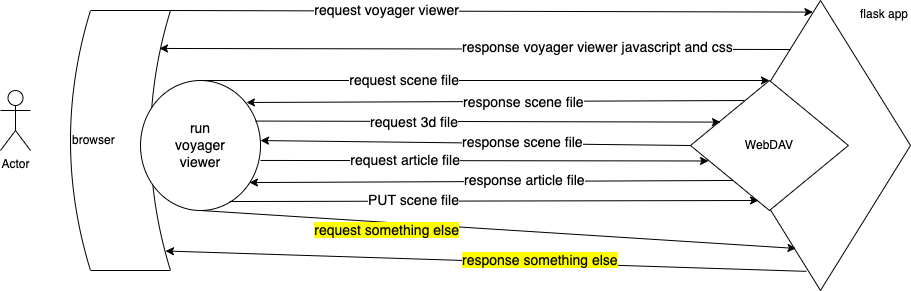 request voyager viewer
flask app
response voyager viewer javascript and css
request scene file
response scene file
request 3d file
browser
run
voyager
viewer
response scene file
WebDAV
Actor
request article file
response article file
PUT scene file
request something else
response something else